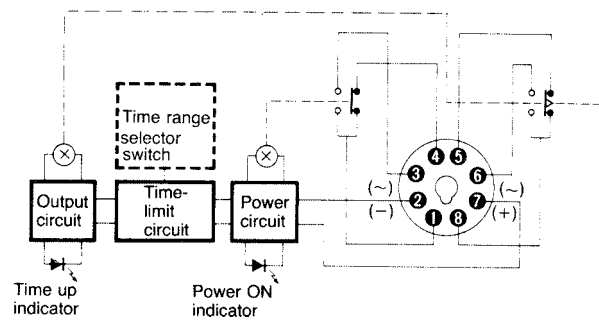 Time range
selector
switch
4 5
3 6
(~) (~)
2 7
(−) (+)
1 8
Output
circuit
Time-
limit
circuit
Power
circuit
Time up
indicator
Power ON
indicator